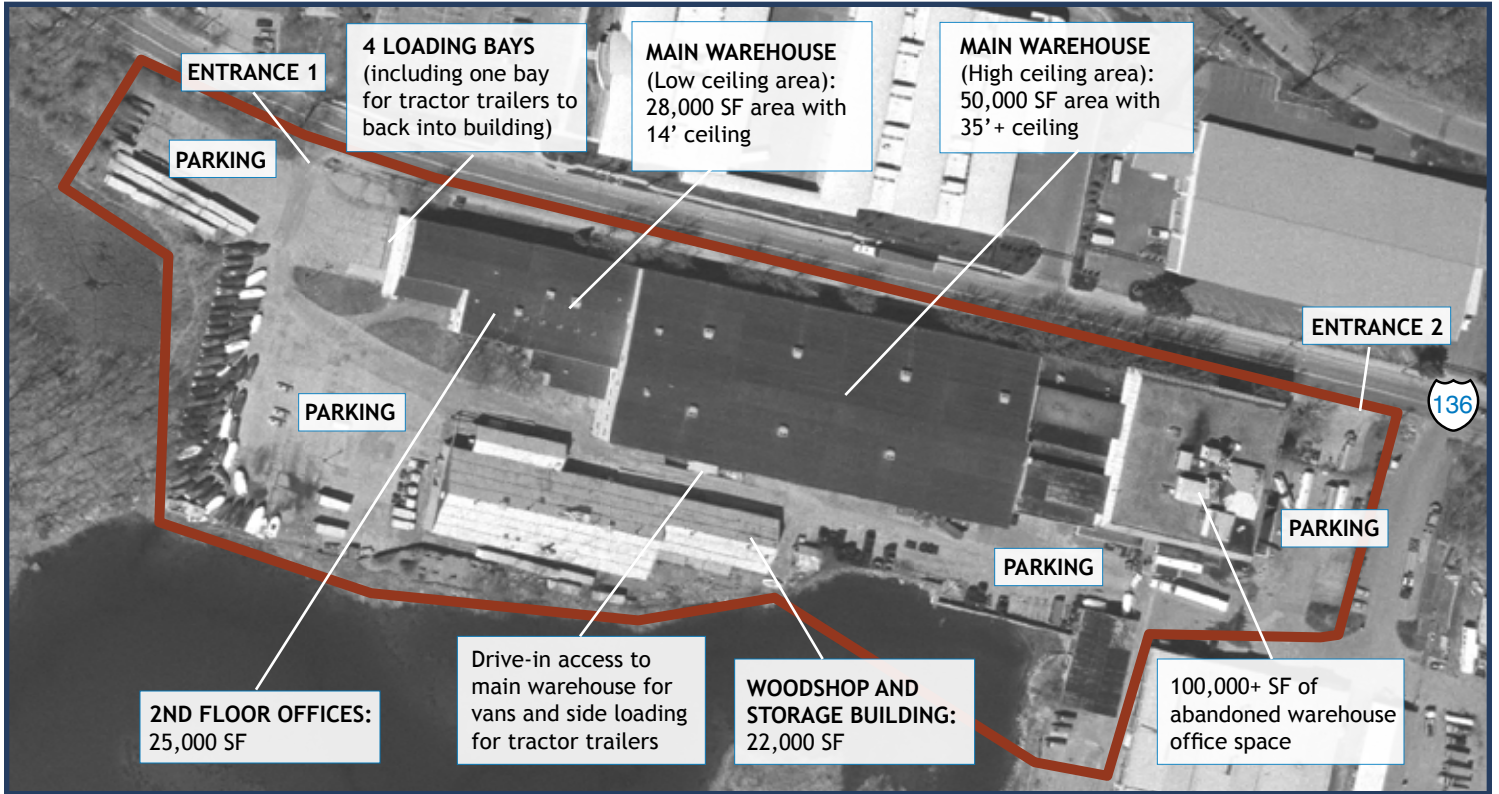 ENTRANCE 1
4 LOADING BAYS
(including one bay
for tractor trailers to
back into building)
MAIN WAREHOUSE
(Low ceiling area):
28,000 SF area with
14’ ceiling
MAIN WAREHOUSE
(High ceiling area):
50,000 SF area with
35’+ ceiling
PARKING
ENTRANCE 2
136
PARKING
PARKING
PARKING
2ND FLOOR OFFICES:
25,000 SF
Drive-in access to
main warehouse for
vans and side loading
for tractor trailers
WOODSHOP AND
STORAGE BUILDING:
22,000 SF
100,000+ SF of
abandoned warehouse
office space